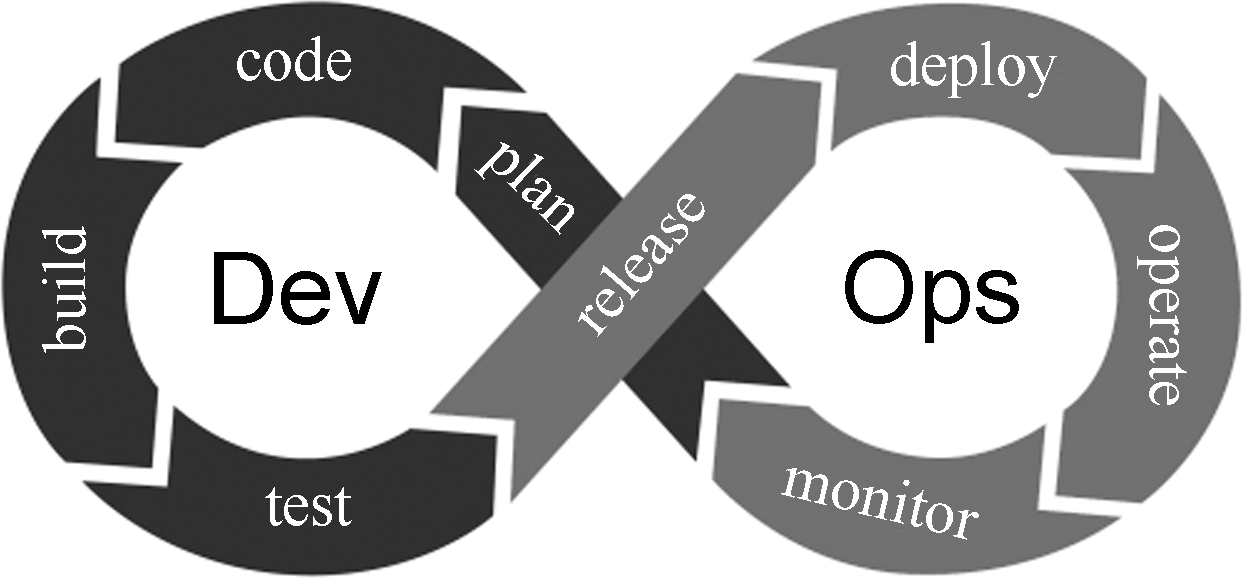 code
plan
build
test
Dev
release
deploy
operate
monitor
Ops